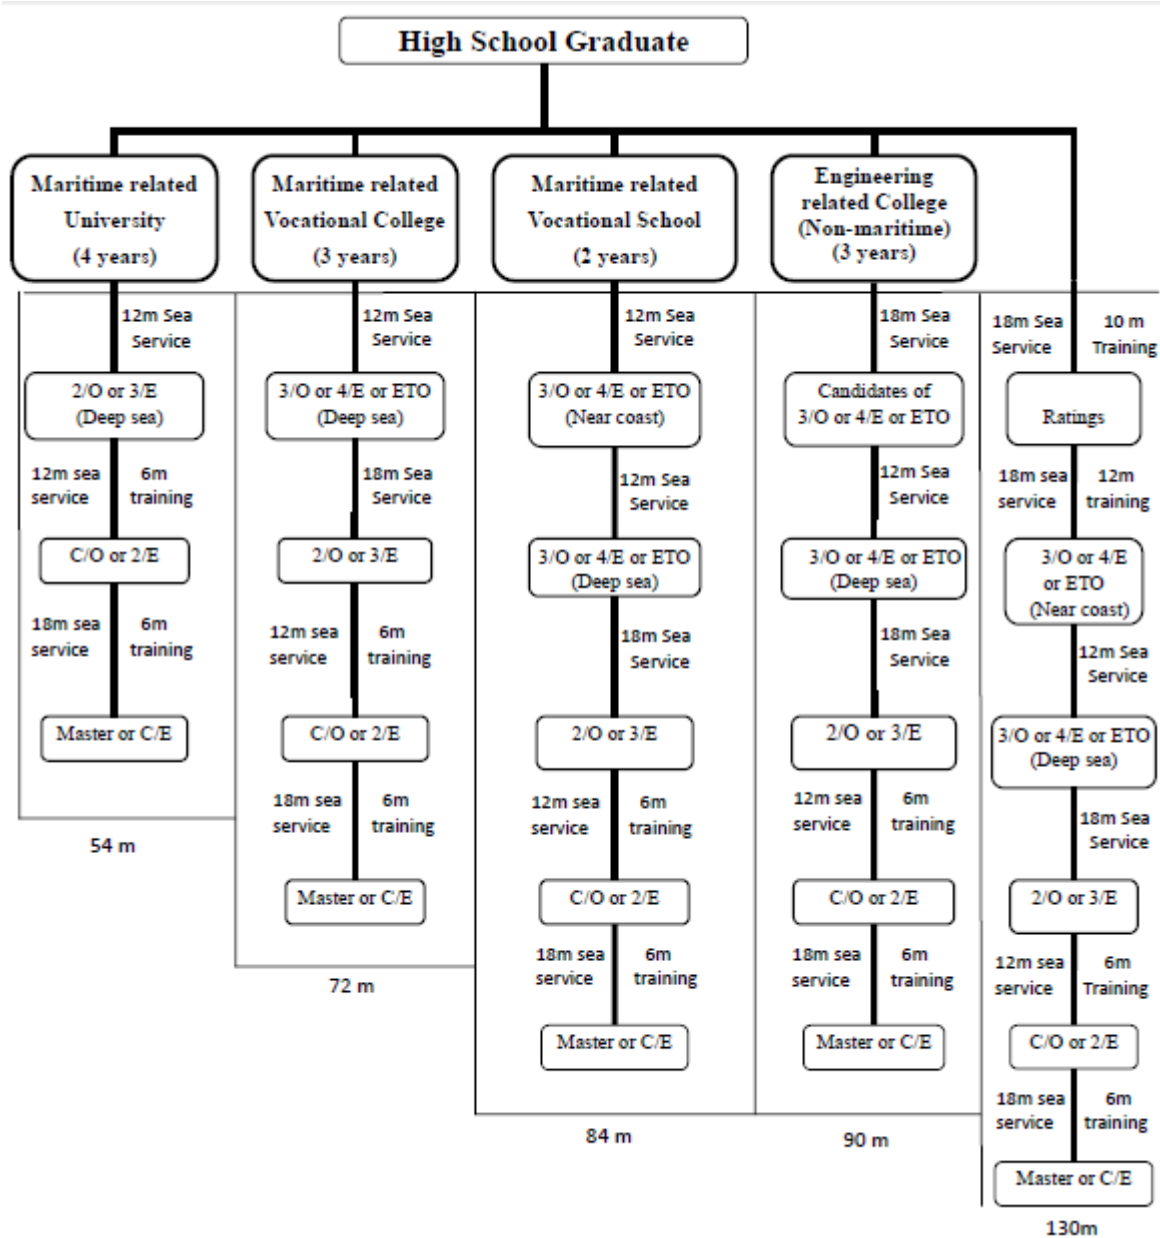 High School Graduate
Maritime related
University
(4 years)
12m Sea
Service
2/O or 3/E
(Deep sea)
12m sea
service
6m
training
C/O or 2/E
18m sea
service
6m
training
Master or C/E
54 m
Maritime related
Vocational College
(3 years)
12m Sea
Service
3/O or 4/E or ETO
(Deep sea)
18m Sea
Service
2/O or 3/E
12m sea
service
6m
training
C/O or 2/E
18m sea
service
6m
training
Master or C/E
72 m
Maritime related
Vocational School
(2 years)
12m Sea
Service
3/O or 4/E or ETO
(Near coast)
12m Sea
Service
3/O or 4/E or ETO
(Deep sea)
18m Sea
Service
2/O or 3/E
12m sea
service
6m
training
C/O or 2/E
18m sea
service
6m
training
Master or C/E
84 m
Engineering
related College
(Non-maritime)
(3 years)
18m Sea
Service
Candidates of
3/O or 4/E or ETO
12m Sea
Service
3/O or 4/E or ETO
(Deep sea)
18m Sea
Service
2/O or 3/E
12m sea
service
6m
training
C/O or 2/E
18m sea
service
6m
training
Master or C/E
90 m
18m Sea
Service
10 m
Training
Ratings
18m sea
service
12m
training
3/O or 4/E
or ETO
(Near coast)
12m Sea
Service
3/O or 4/E or ETO
(Deep sea)
18m Sea
Service
2/O or 3/E
12m sea
service
6m
Training
C/O or 2/E
18m sea
service
6m
training
Master or C/E
130m